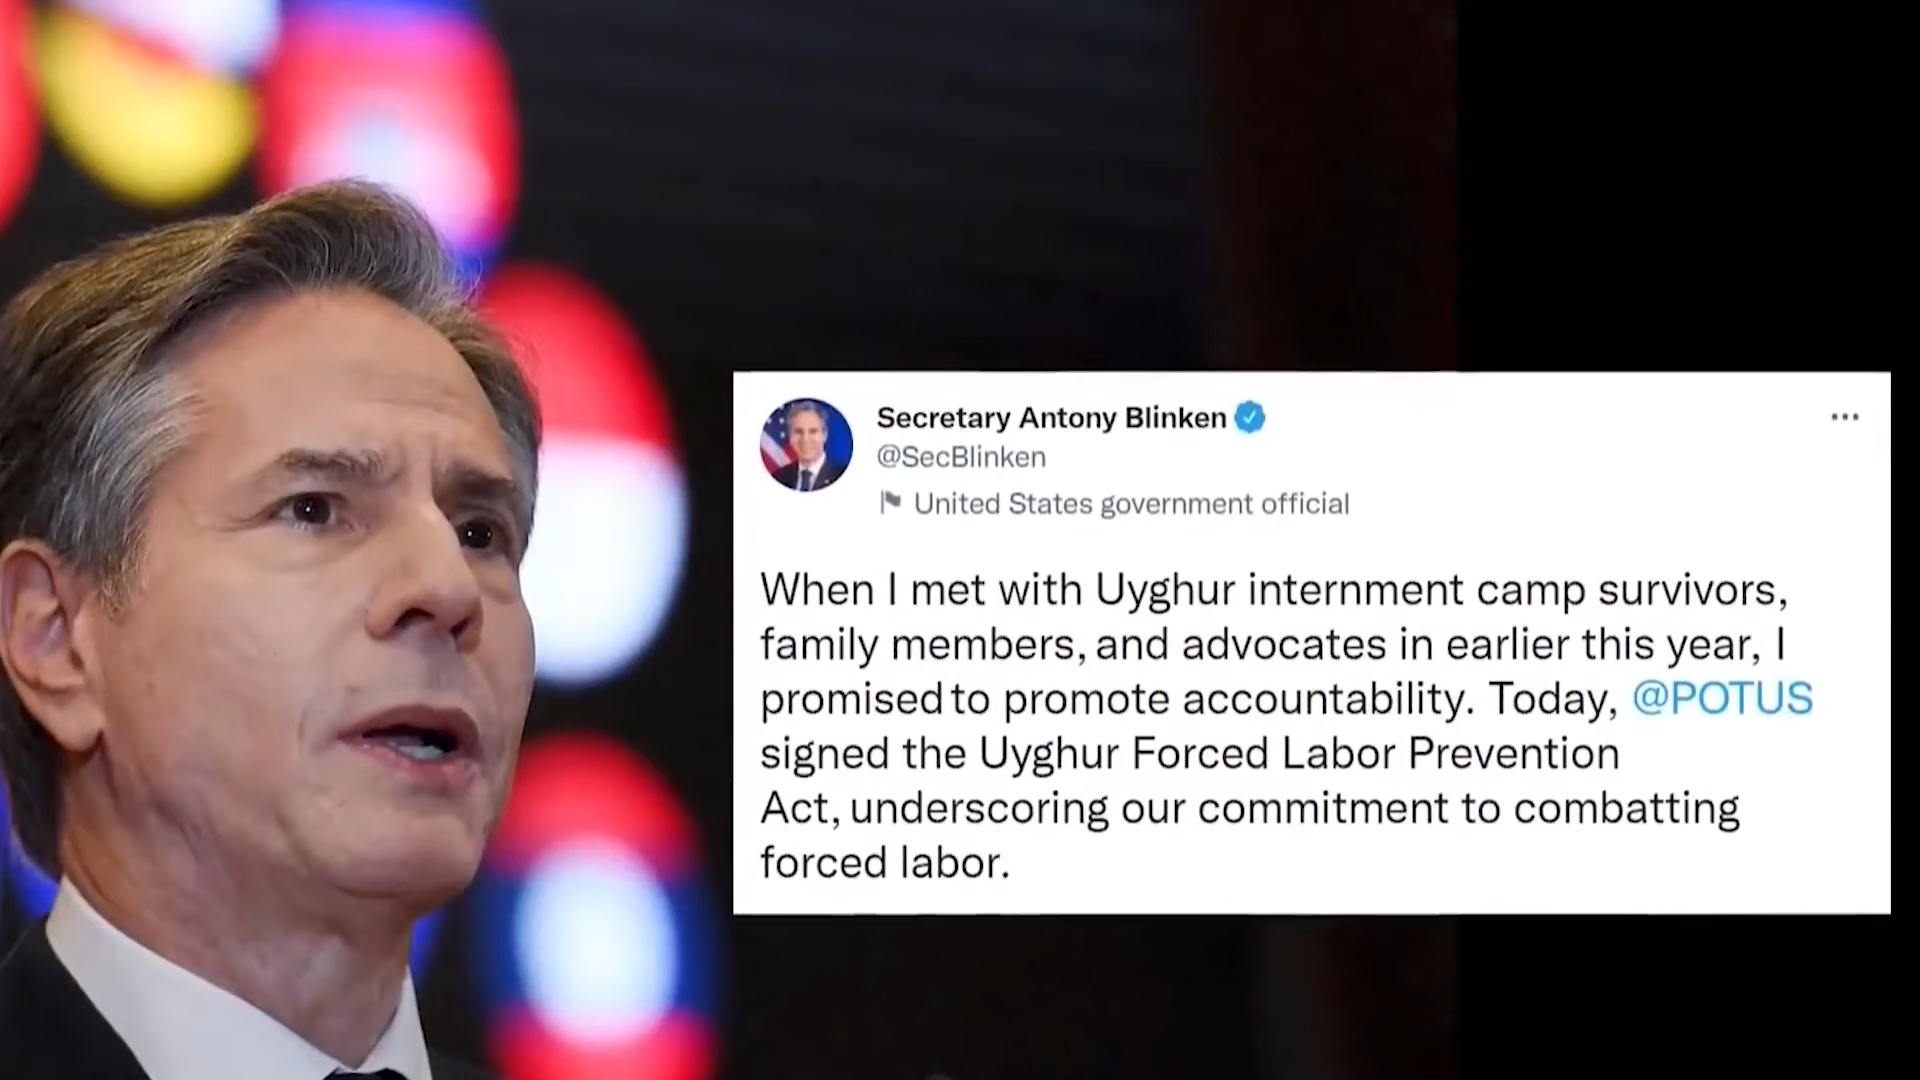 Secretary Antony Blinken
@SecBlinken
United States government official
When I met with Uyghur internment camp survivors,
family members, and advocates in earlier this year, I
promised to promote accountability. Today, @POTUS
signed the Uyghur Forced Labor Prevention
Act, underscoring our commitment to combatting
forced labor.